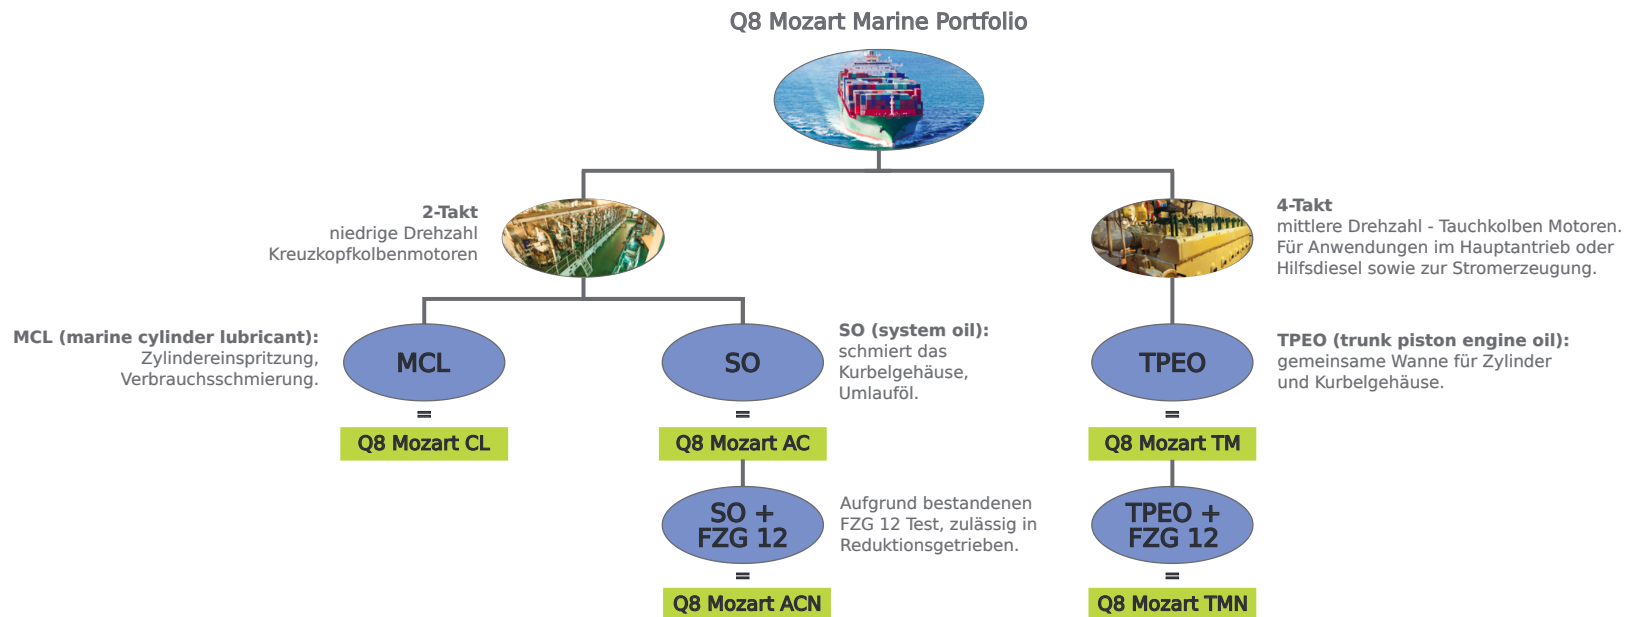 Q8 Mozart Marine Portfolio
2-Takt
niedrige Drehzahl
Kreuzkopfkolbenmotoren
4-Takt
mittlere Drehzahl - Tauchkolben Motoren.
Für Anwendungen im Hauptantrieb oder
Hilfsdiesel sowie zur Stromerzeugung.
MCL (marine cylinder lubricant):
Zylindereinspritzung,
Verbrauchsschmierung.
MCL
=
Q8 Mozart CL
SO
SO (system oil):
schmiert das
Kurbelgehäuse,
Umlauföl.
=
Q8 Mozart AC
TPEO
TPEO (trunk piston engine oil):
gemeinsame Wanne für Zylinder
und Kurbelgehäuse.
=
Q8 Mozart TM
SO +
FZG 12
Aufgrund bestandenen
FZG 12 Test, zulässig in
Reduktionsgetrieben.
=
Q8 Mozart ACN
TPEO +
FZG 12
=
Q8 Mozart TMN